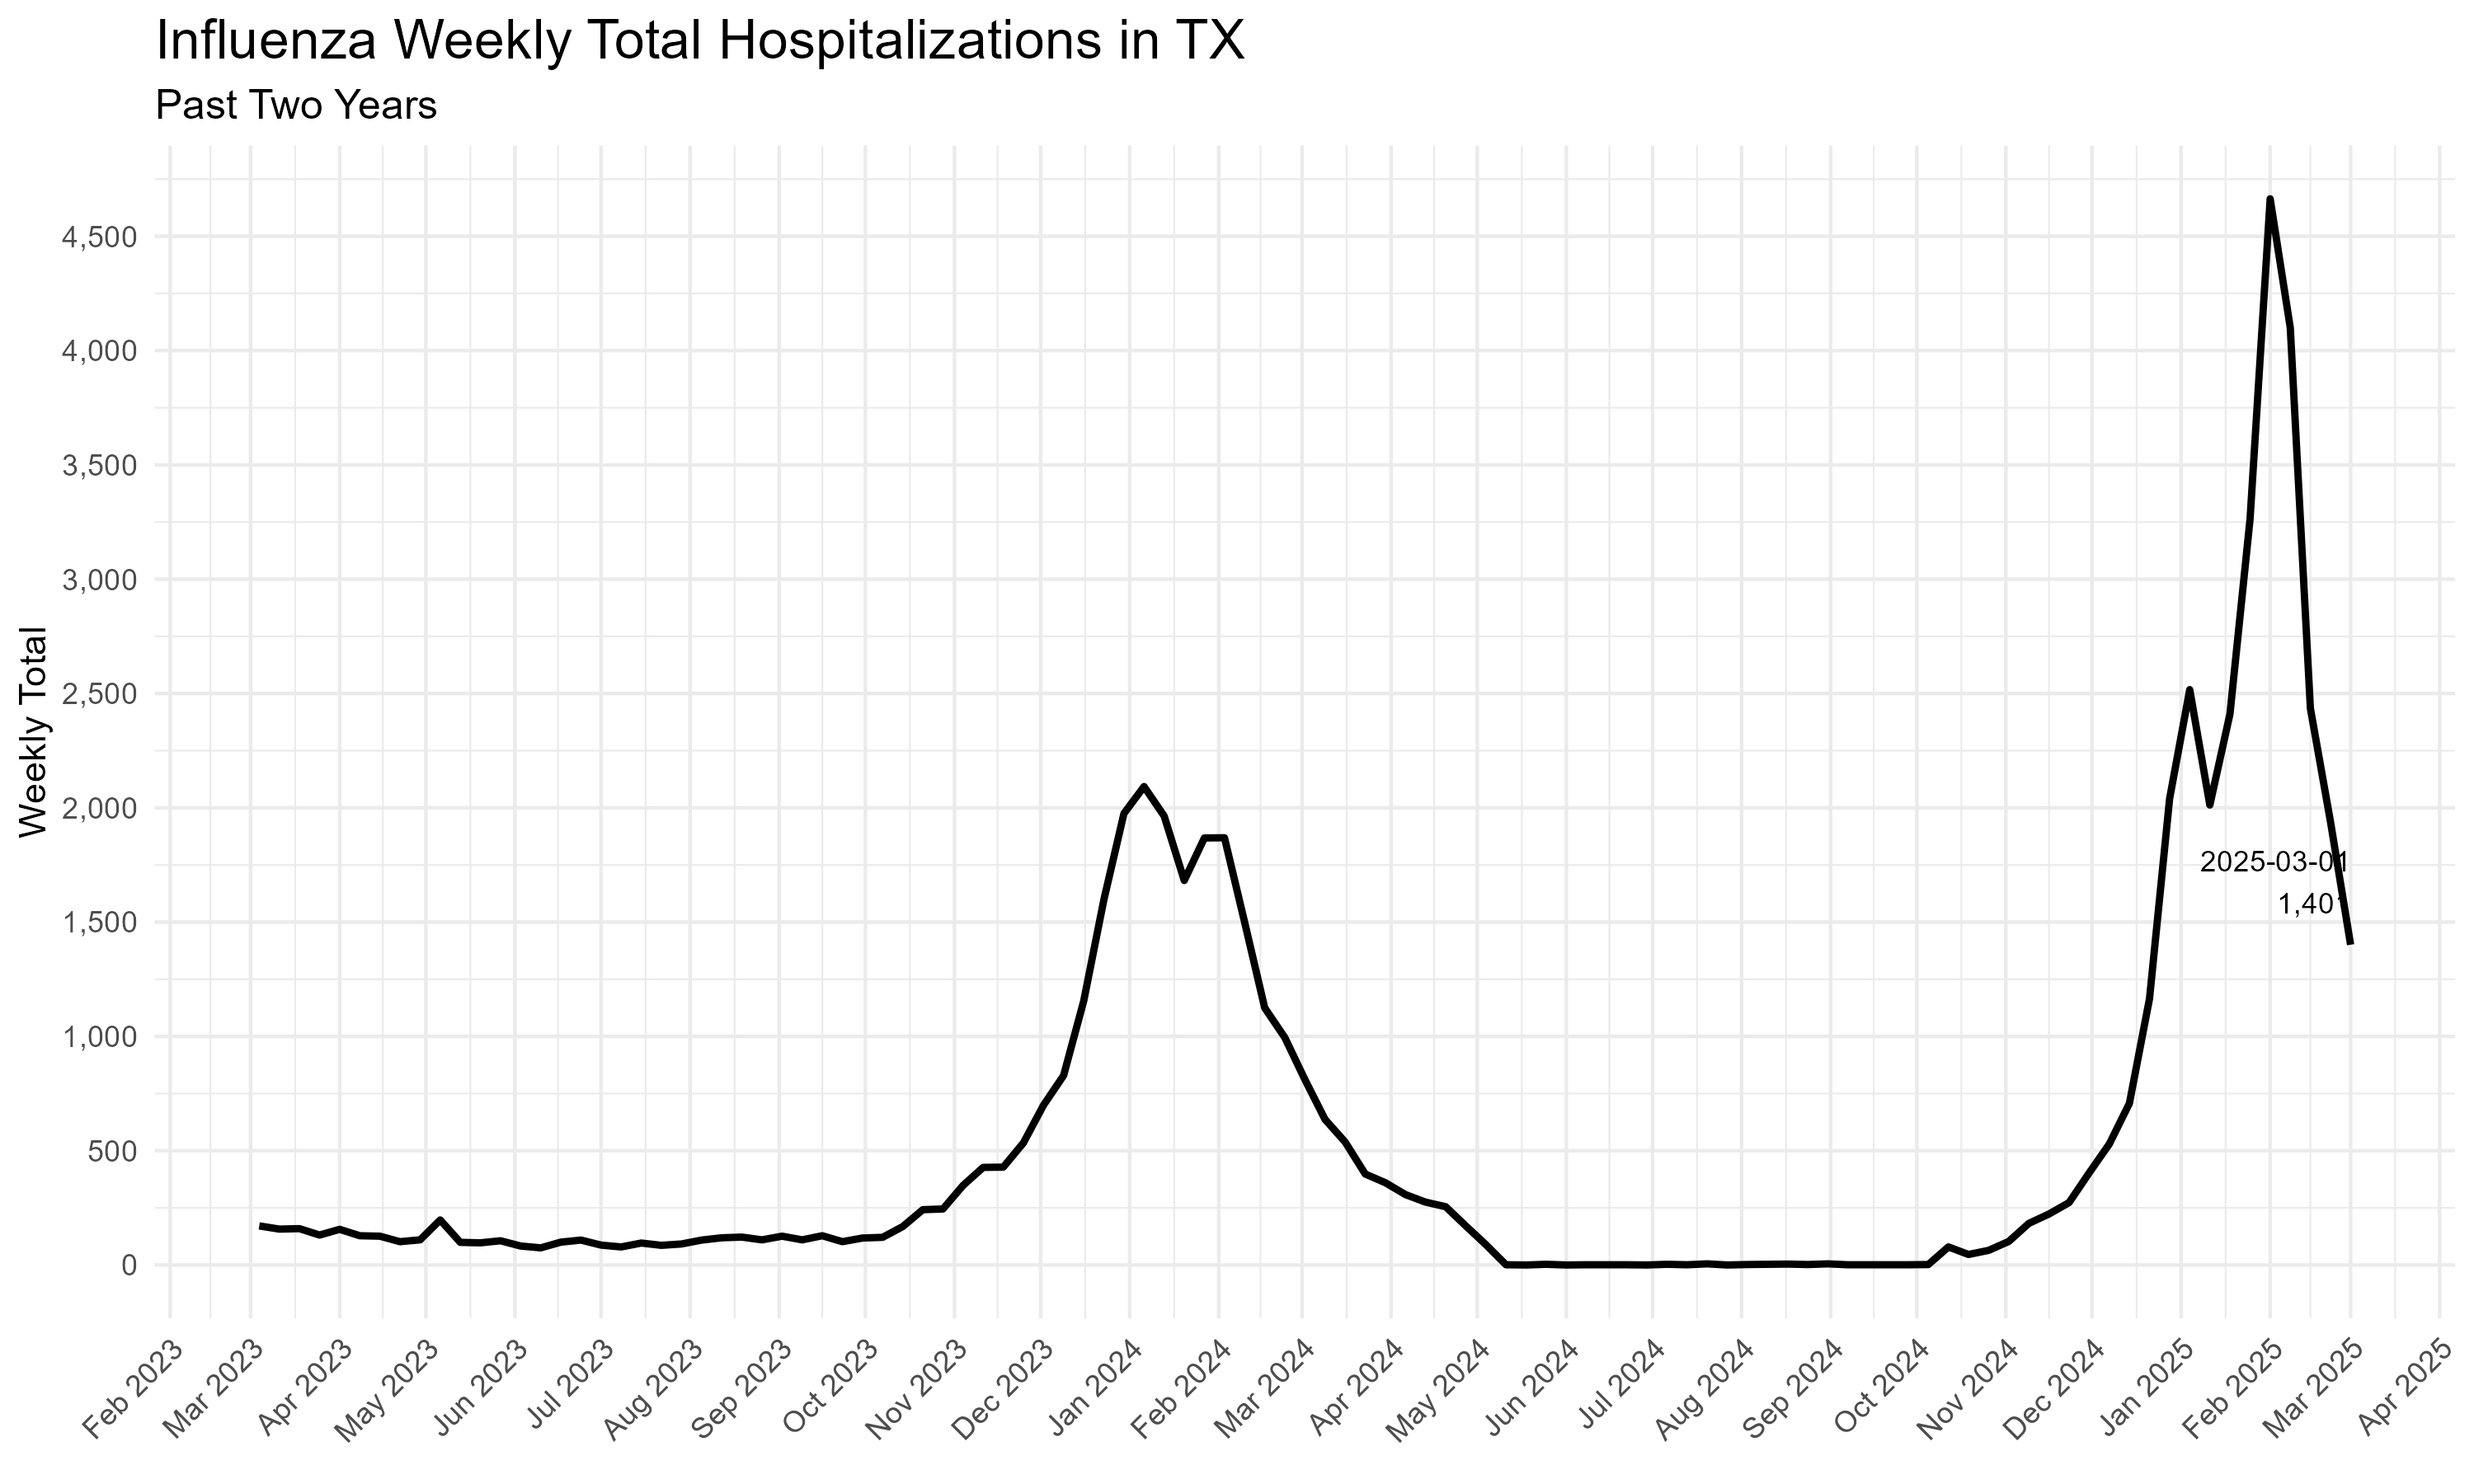 Influenza Weekly Total Hospitalizations in TX
Past Two Years
Weekly Total
4,500
4,000
3,500
3,000
2,500
2,000
1,500
1,000
500
0
2025-03-01
Feb 2023
Mar 2023
Apr 2023
May 2023
Jun 2023
Jul 2023
Aug 2023
Sep 2023
Oct 2023
Nov 2023
Dec 2023
Jan 2024
Feb 2024
Mar 2024
Apr 2024
May 2024
Jun 2024
Jul 2024
Aug 2024
Sep 2024
Oct 2024
Nov 2024
Dec 2024
Jan 2025
Feb 2025
Mar 2025
Apr 2025